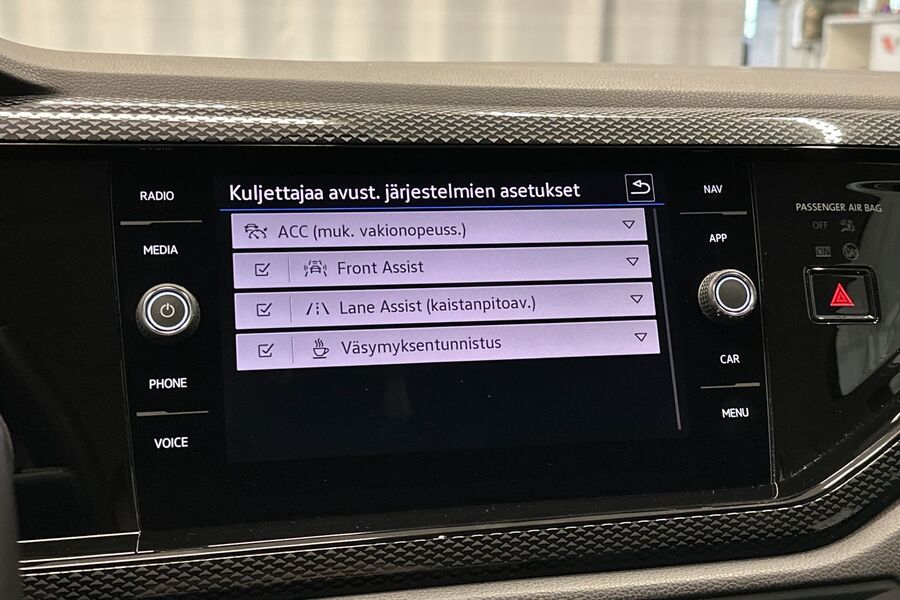 RADIO
MEDIA
PHONE
VOICE
Kuljettajaa avust. järjestelmien asetukset
ACC (muk. vakionopeuss.)
Front Assist
Lane Assist (kaistanpitoav.)
Väsymyksentunnistus
NAV
APP
CAR
MENU
PASSENGER AIR BAG
OFF
ON